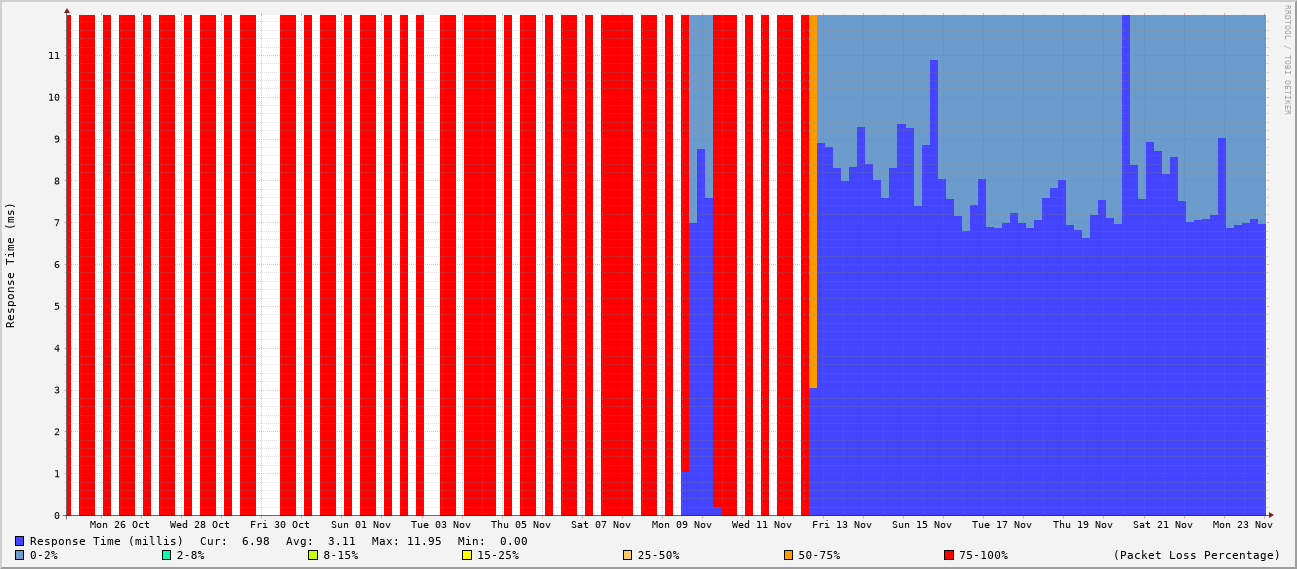 RRDTOOL / TOBI OETIKER
Response Time (ms)
11
10
9
8
7
6
5
4
3
2
1
0
Mon 26 Oct Wed 28 Oct Fri 30 Oct Sun 01 Nov Tue 03 Nov Thu 05 Nov Sat 07 Nov Mon 09 Nov Wed 11 Nov Fri 13 Nov Sun 15 Nov Tue 17 Nov Thu 19 Nov Sat 21 Nov Mon 23 Nov
Response Time (millis) Cur: 6.98 Avg: 3.11 Max: 11.95 Min: 0.00
0-2% 2-8% 8-15% 15-25% 25-50% 50-75% 75-100% (Packet Loss Percentage)